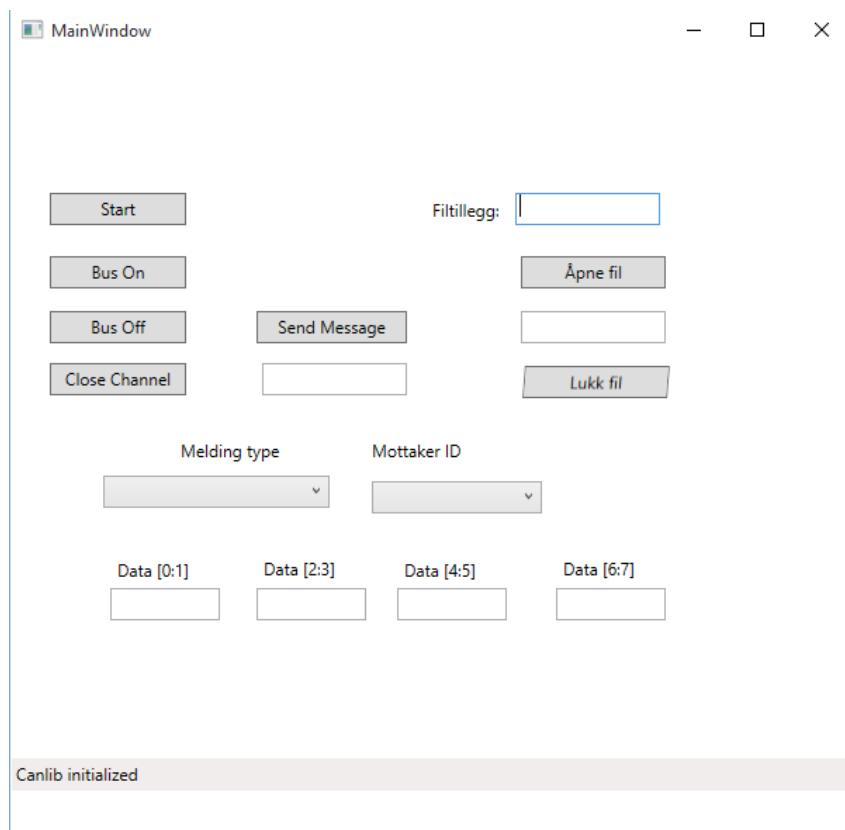 MainWindow
Start
Filtillegg:
Bus On
Åpne fil
Bus Off
Send Message
Close Channel
Lukk fil
Melding type
Mottaker ID
Data [0:1]
Data [2:3]
Data [4:5]
Data [6:7]
Canlib initialized